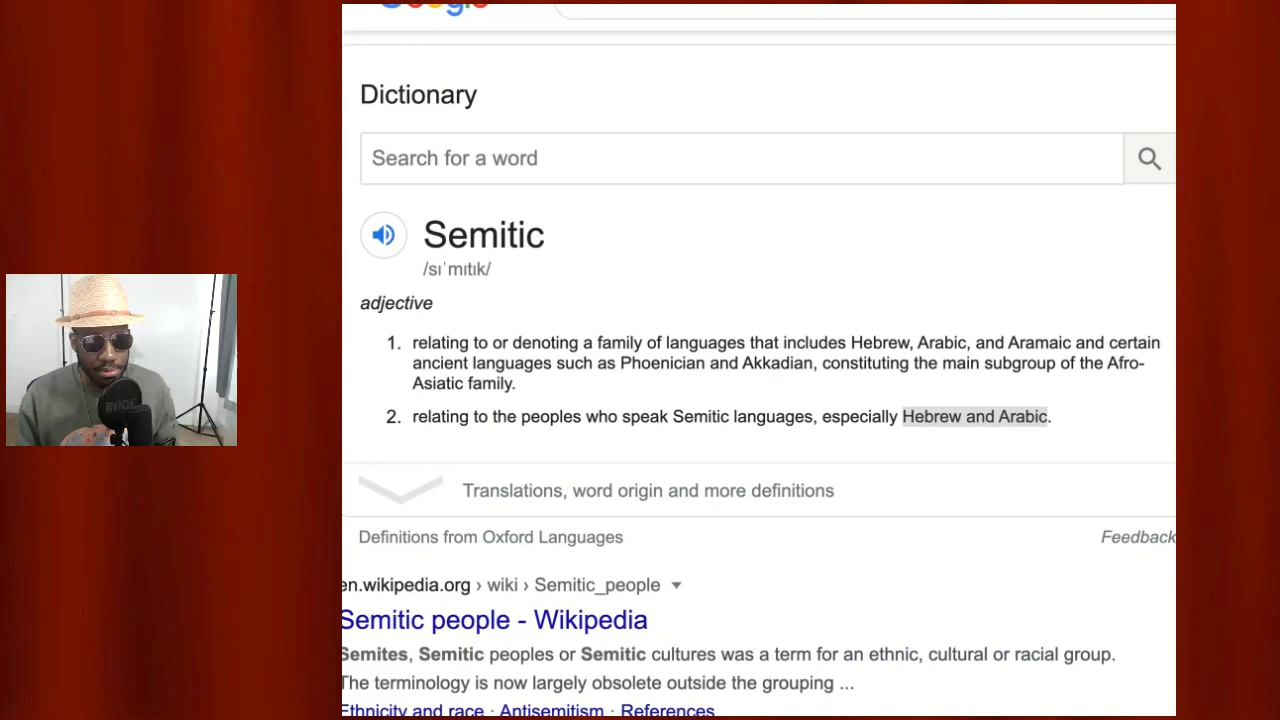 Google
Dictionary
Search for a word
Semitic
/sɪˈmɪtɪk/
adjective
1. relating to or denoting a family of languages that includes Hebrew, Arabic, and Aramaic and certain
ancient languages such as Phoenician and Akkadian, constituting the main subgroup of the Afro-
Asiatic family.
2. relating to the peoples who speak Semitic languages, especially Hebrew and Arabic.
Translations, word origin and more definitions
Definitions from Oxford Languages
Feedback
en.wikipedia.org › wiki › Semitic_people
Semitic people - Wikipedia
Semites, Semitic peoples or Semitic cultures was a term for an ethnic, cultural or racial group.
The terminology is now largely obsolete outside the grouping ...
Ethnicity and race · Antisemitism · References
RODE